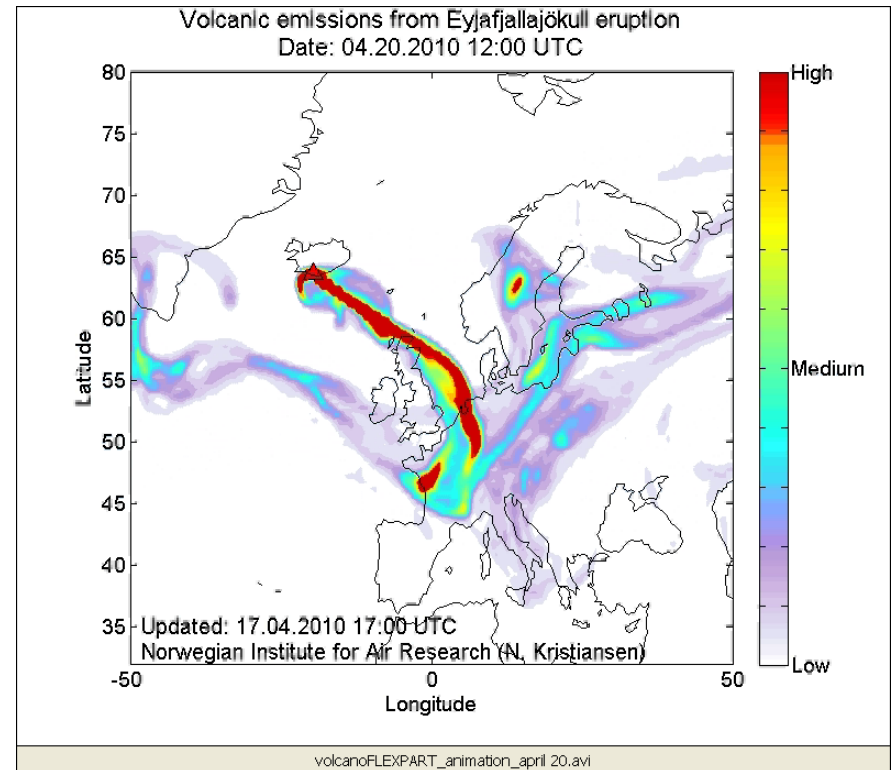 Volcanic emissions from Eyjafjallajökull eruption
Date: 04.20.2010 12:00 UTC
80
75
70
65
60
55
50
45
40
35
Latitude
-50
0
50
Longitude
High
Medium
Low
Updated: 17.04.2010 17:00 UTC
Norwegian Institute for Air Research (N. Kristiansen)
volcanoFLEXPART_animation_april 20.avi